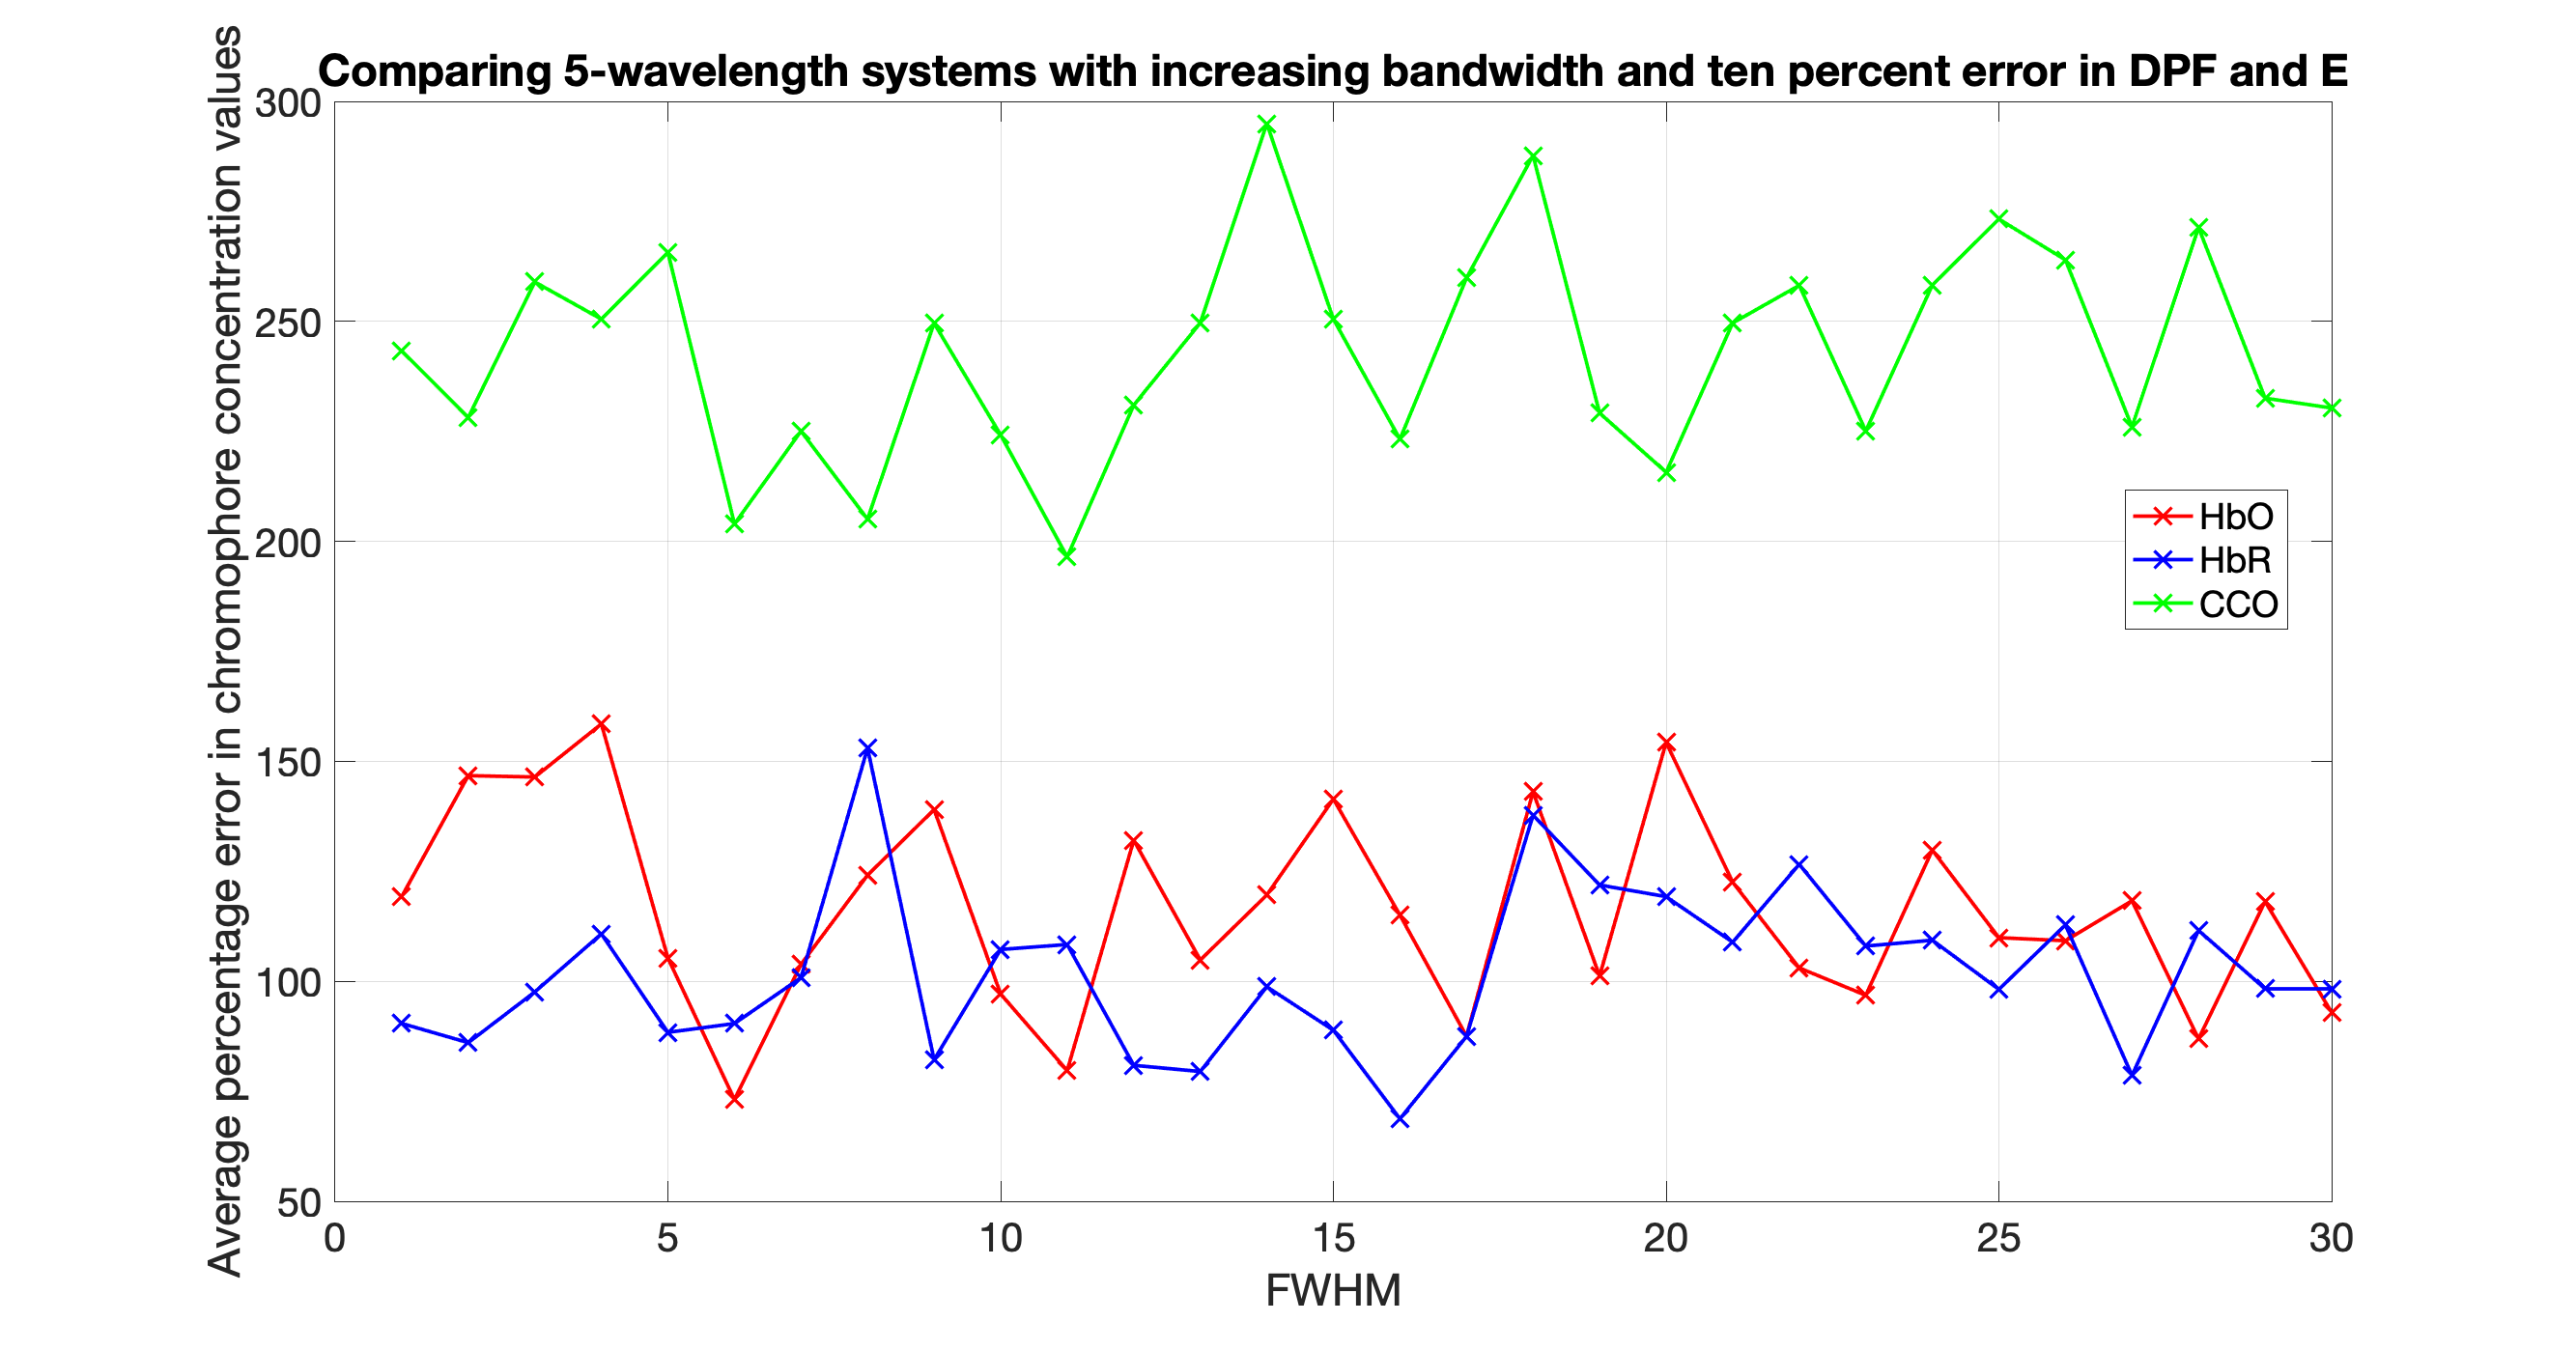 Comparing 5-wavelength systems with increasing bandwidth and ten percent error in DPF and E
Average percentage error in chromophore concentration values
300
250
200
150
100
50
HbO
HbR
CCO
0 5 10 15 20 25 30
FWHM